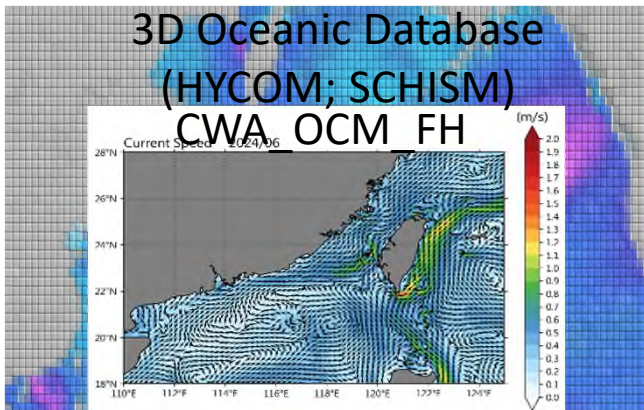 3D Oceanic Database
(HYCOM; SCHISM)
CWA_OCM_FH
Current Speed 2024/06
(m/s)
28°N
26°N
24°N
22°N
20°N
18°N
110°E 112°E 114°E 116°E 118°E 120°E 122°E 124°E
2.0
1.9
1.8
1.7
1.6
1.5
1.4
1.3
1.2
1.1
1.0
0.9
0.8
0.7
0.6
0.5
0.4
0.3
0.2
0.1
0.0